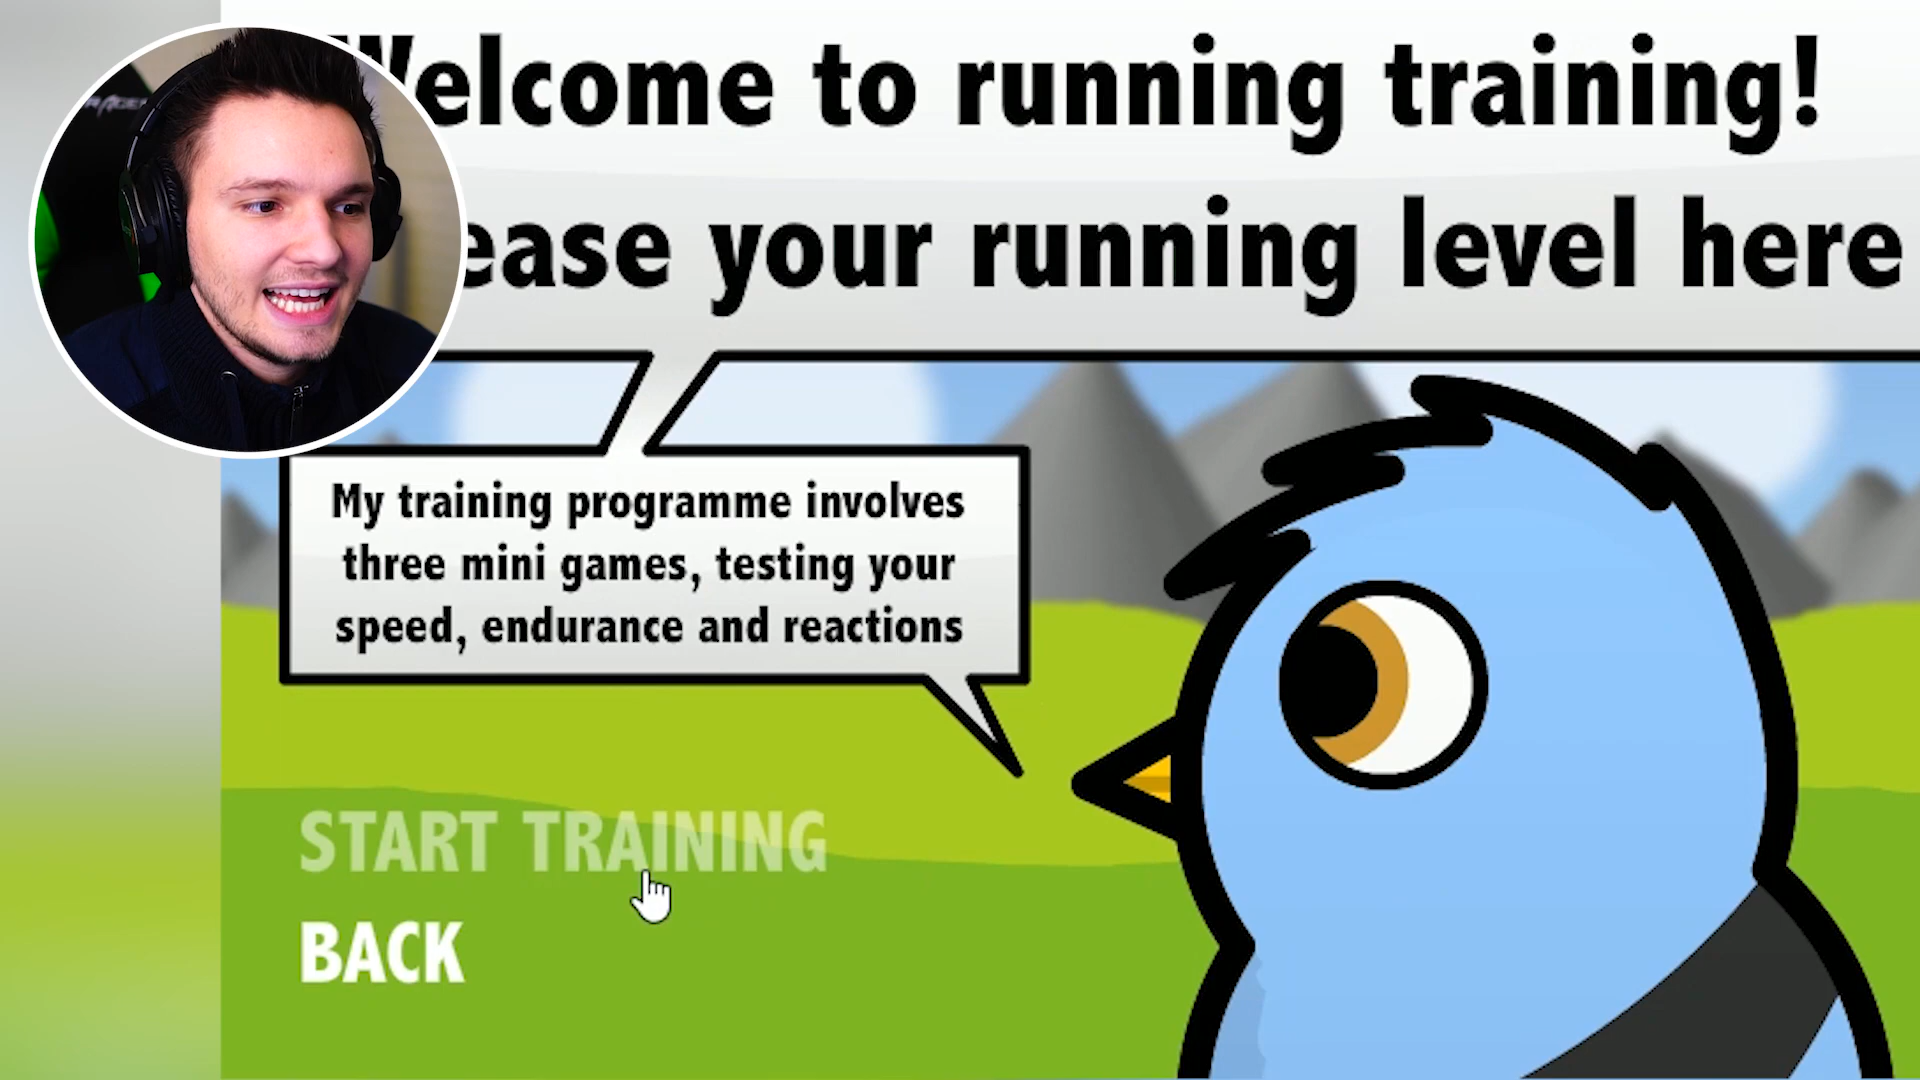 Welcome to running training!
ease your running level here
My training programme involves
three mini games, testing your
speed, endurance and reactions
START TRAINING
BACK